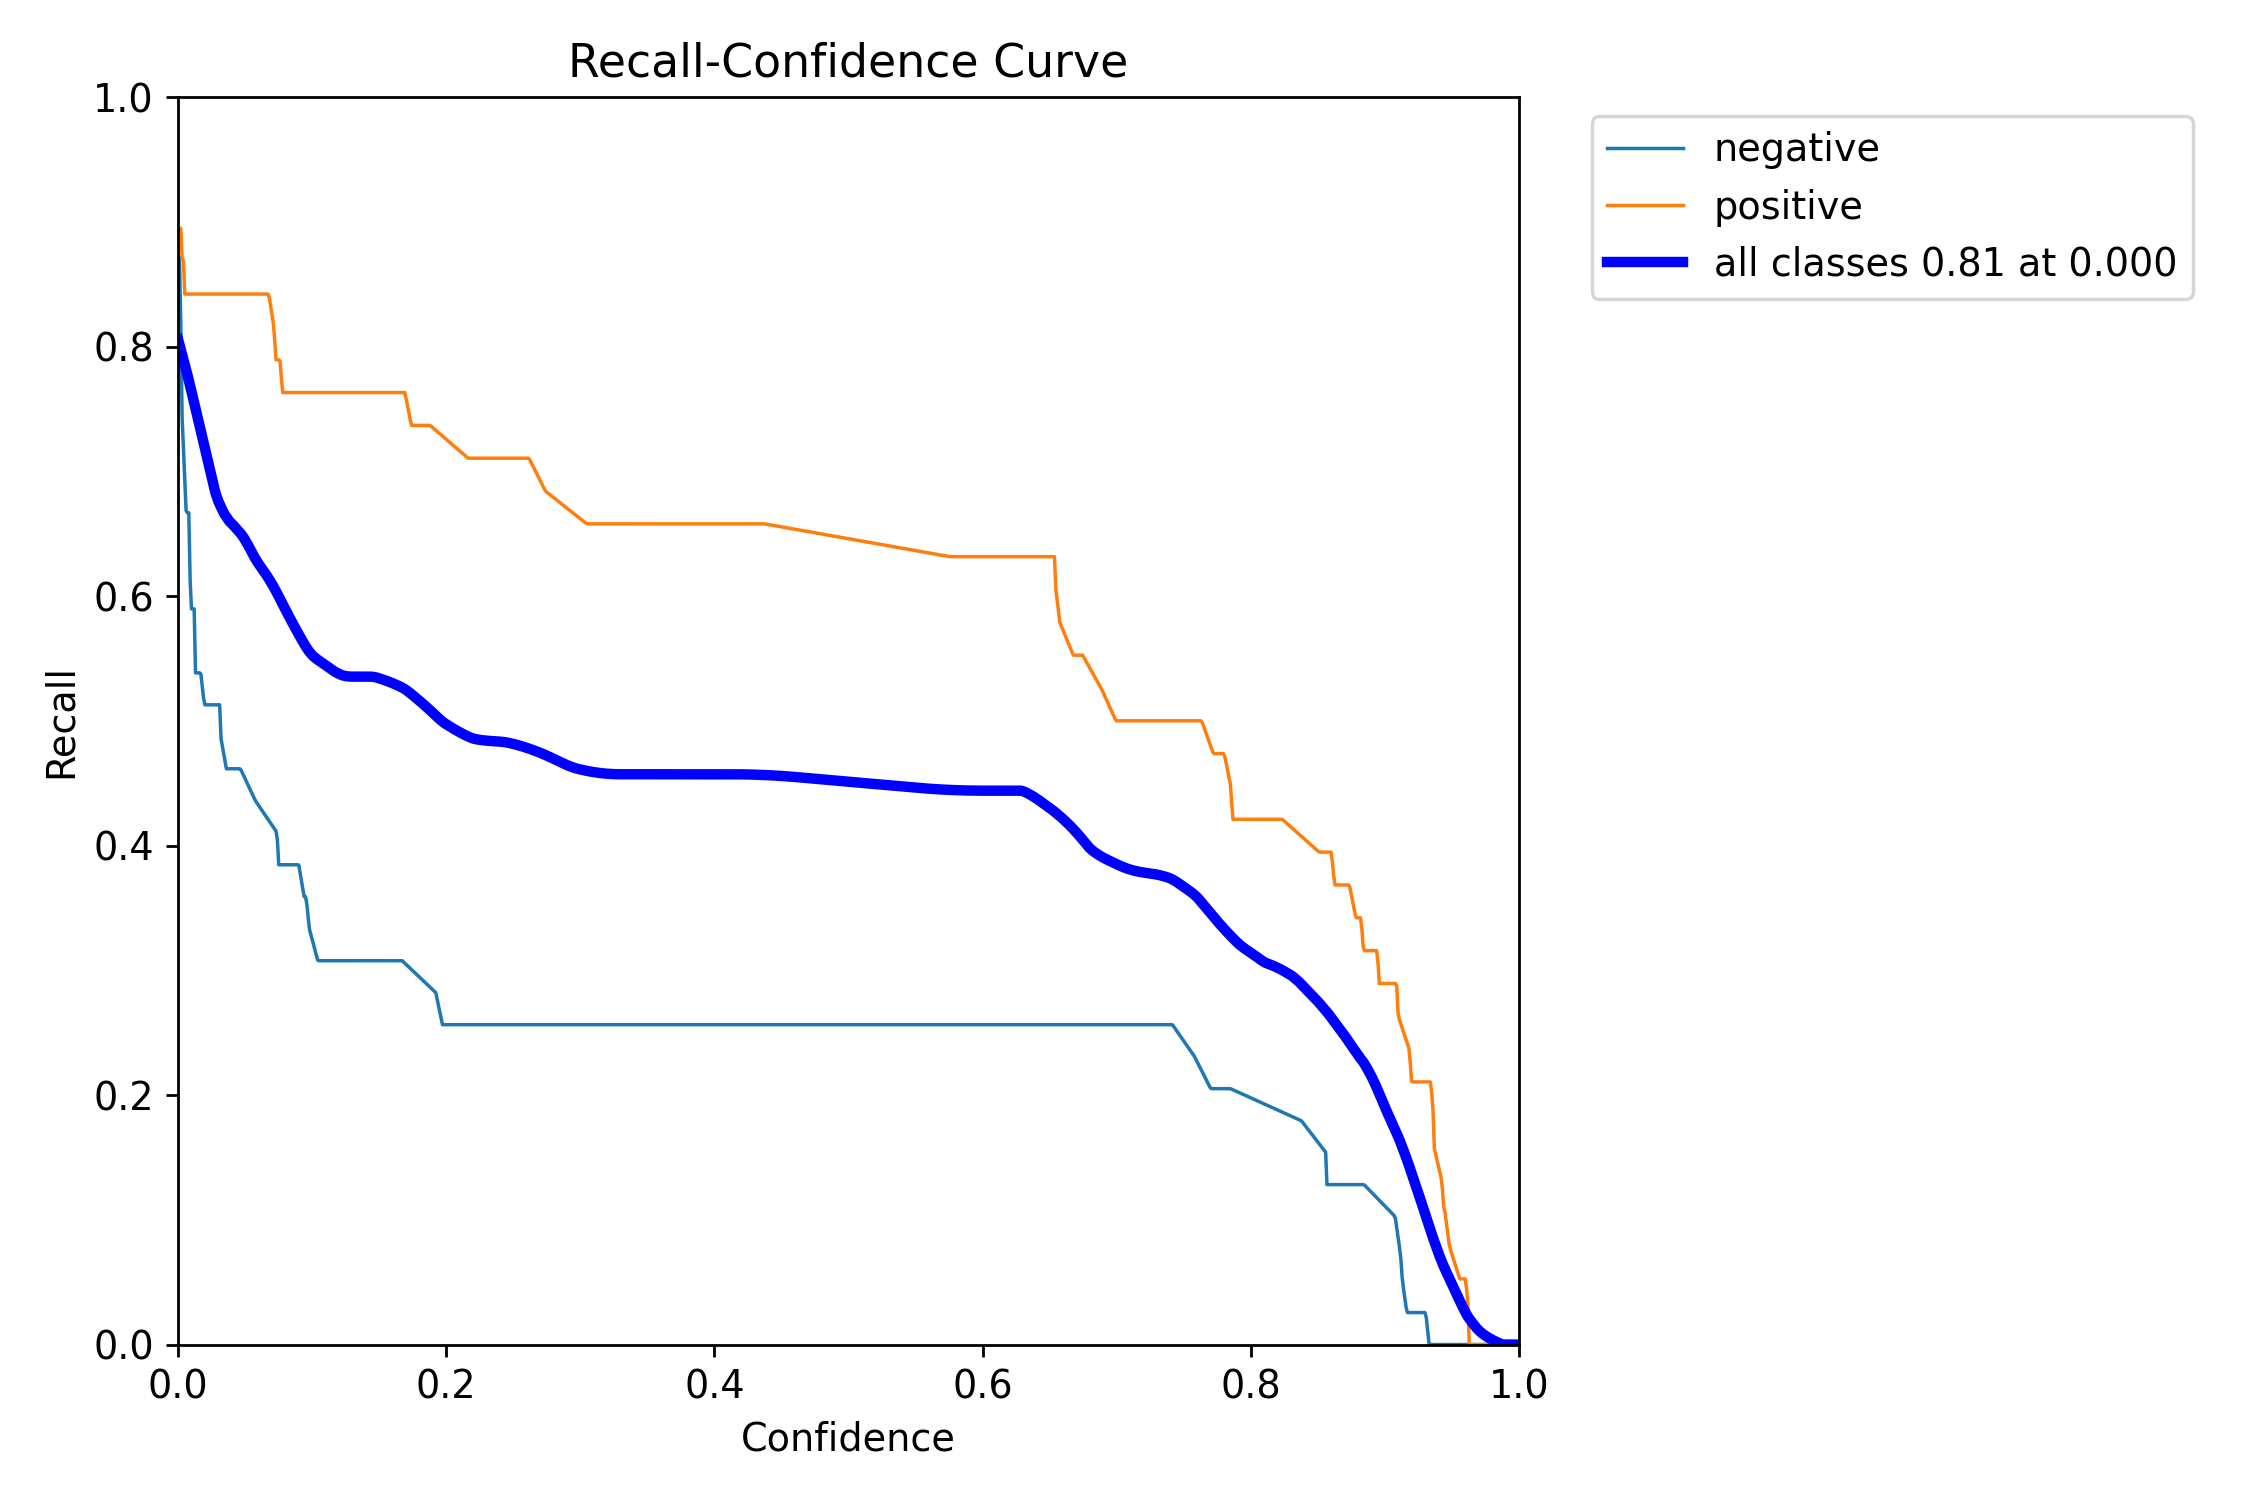 Recall-Confidence Curve
1.0
0.8
0.6
0.4
0.2
0.0
Recall
0.0 0.2 0.4 0.6 0.8 1.0
Confidence
negative
positive
all classes 0.81 at 0.000